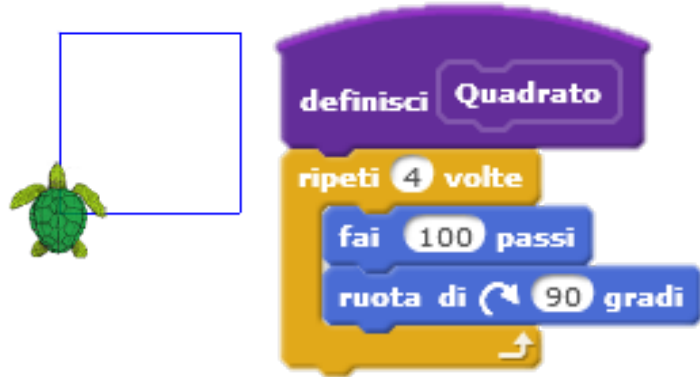 definisci Quadrato
ripeti 4 volte
fai 100 passi
ruota di 90 gradi